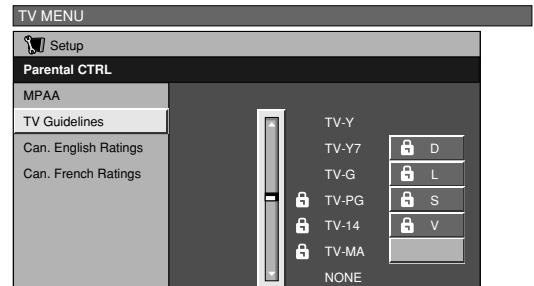 TV MENU
Setup
Parental CTRL
MPAA
TV Guidelines
Can. English Ratings
Can. French Ratings
TV-Y
TV-Y7 D
TV-G L
TV-PG S
TV-14 V
TV-MA
NONE